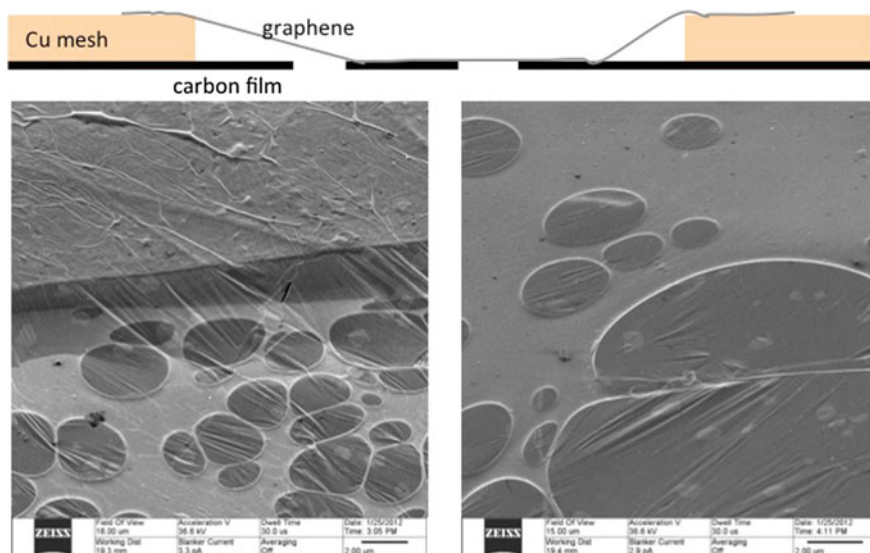 graphene
Cu mesh
carbon film
ZEISS
Field Of View
18.00 um
Working Dist
19.3 mm
Acceleration V
36.6 kV
Blanker Current
3.3 pA
Dwell Time
30.0 us
Averaging
Off
Date: 1/25/2012
Time: 3:05 PM
2.00 um
ZEISS
Field Of View
15.00 um
Working Dist
19.4 mm
Acceleration V
36.6 kV
Blanker Current
2.9 pA
Dwell Time
30.0 us
Averaging
Off
Date: 1/25/2012
Time: 4:11 PM
2.00 um